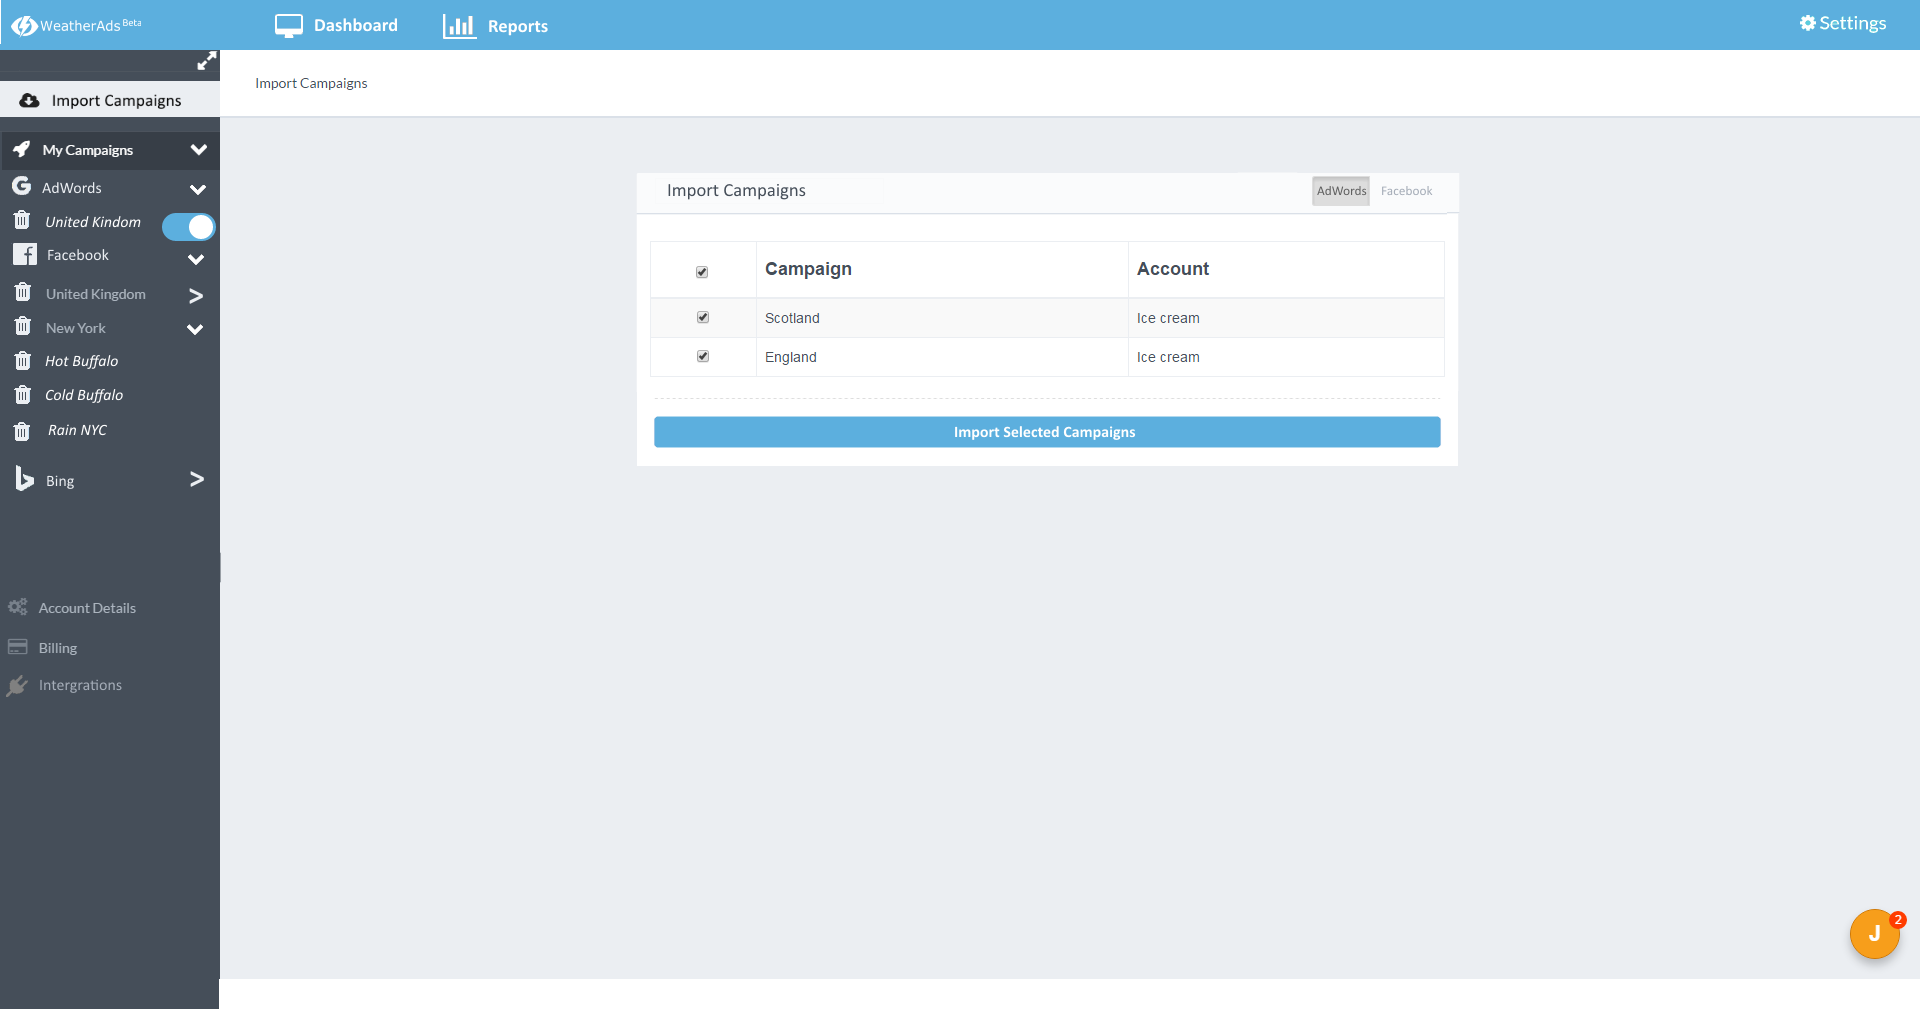 WeatherAds Beta
Dashboard
Reports
Settings
Import Campaigns
Import Campaigns
My Campaigns
AdWords
United Kindom
Facebook
United Kingdom
New York
Hot Buffalo
Cold Buffalo
Rain NYC
Bing
Account Details
Billing
Intergrations
Import Campaigns
AdWords Facebook
Campaign Account
Scotland Ice cream
England Ice cream
Import Selected Campaigns
J 2